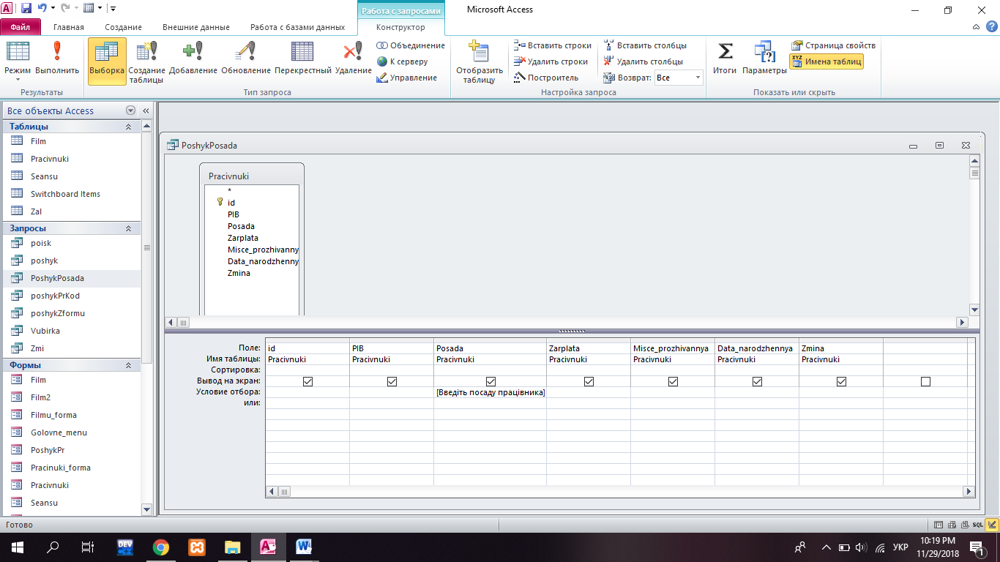 Работа с запросами
Microsoft Access
Файл
Главная
Создание
Внешние данные
Работа с базами данных
Конструктор
Режим
Выполнить
Выборка
Создание таблицы
Добавление
Обновление
Перекрестный
Удаление
Объединение
К серверу
Управление
Отобразить таблицу
Вставить строки
Удалить строки
Построитель
Вставить столбцы
Удалить столбцы
Возврат: Все
Итоги
Параметры
Страница свойств
XYZ Имена таблиц
Результаты
Тип запроса
Настройка запроса
Показать или скрыть
Все объекты Access
Таблицы
Film
Pracivnuki
Seansu
Switchboard Items
Zal
Запросы
poisk
poshyk
PoshykPosada
poshykPrKod
poshykZformu
Vubirka
Zmi
Формы
Film
Film2
Filmu_forma
Golovne_menu
PoshykPr
Pracinuki_forma
Pracivnuki
Seansu
PoshykPosada
Pracivnuki
*
id
PIB
Posada
Zarplata
Misce_prozhivanny
Data_narodzhenny
Zmina
Поле: id PIB Posada Zarplata Misce_prozhivannya Data_narodzhennya Zmina
Имя таблицы: Pracivnuki Pracivnuki Pracivnuki Pracivnuki Pracivnuki Pracivnuki Pracivnuki
Сортировка:
Вывод на экран:
Условие отбора: [Введіть посаду працівника]
или:
Готово
SQL
DEV
УКР
10:19 PM
11/29/2018
1